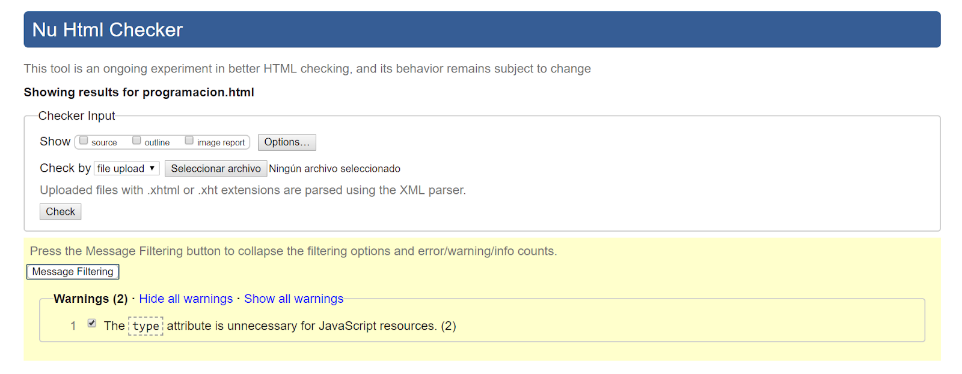 Nu Html Checker
This tool is an ongoing experiment in better HTML checking, and its behavior remains subject to change
Showing results for programacion.html
Checker Input
Show source outline image report Options...
Check by file upload Seleccionar archivo Ningún archivo seleccionado
Uploaded files with .xhtml or .xht extensions are parsed using the XML parser.
Check
Press the Message Filtering button to collapse the filtering options and error/warning/info counts.
Message Filtering
Warnings (2) · Hide all warnings · Show all warnings
1 The type attribute is unnecessary for JavaScript resources. (2)